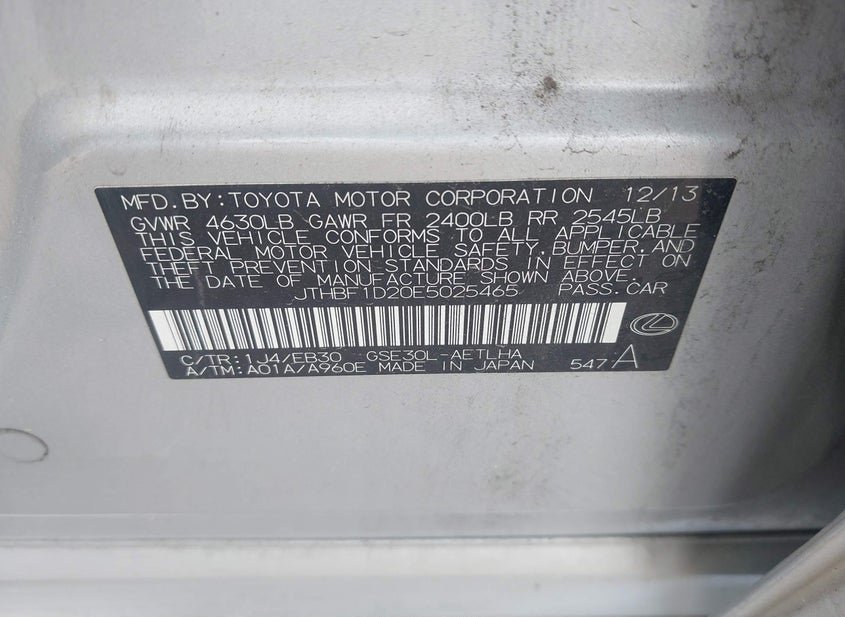 MFD. BY: TOYOTA MOTOR CORPORATION 12/13
GVWR 4630LB GAWR FR 2400LB RR 2545LB
THIS VEHICLE CONFORMS TO ALL APPLICABLE
FEDERAL MOTOR VEHICLE SAFETY, BUMPER, AND
THEFT PREVENTION STANDARDS IN EFFECT ON
THE DATE OF MANUFACTURE SHOWN ABOVE.
JTHBF1D20E5025465 PASS. CAR
C/TR: 1J4/EB30 GSE30L-AETLHA
A/TM: A01A/A960E MADE IN JAPAN 547 A